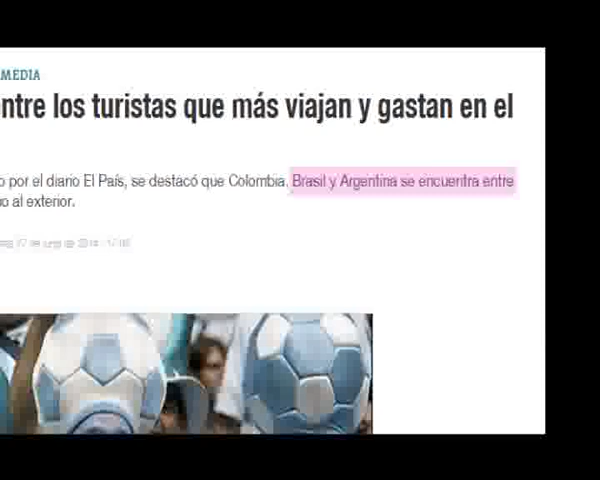 MEDIA
ntre los turistas que más viajan y gastan en el
o por el diario El País, se destacó que Colombia, Brasil y Argentina se encuentra entre
o al exterior.